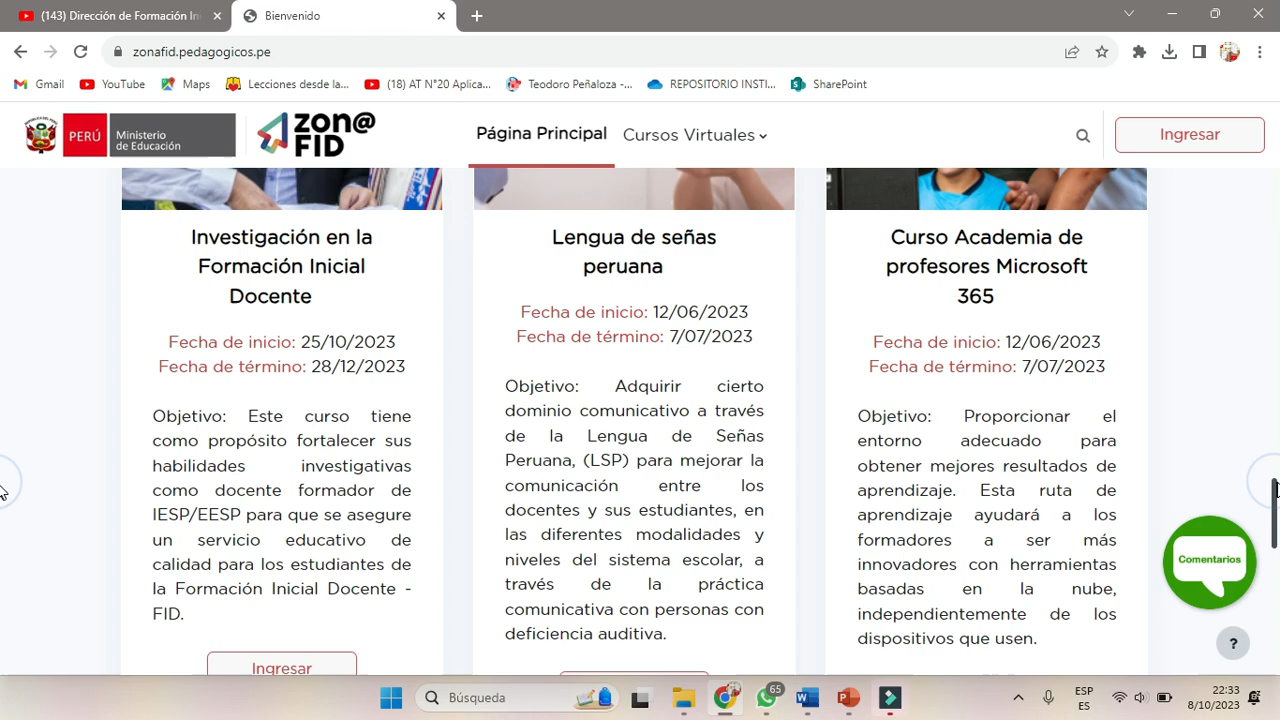 (143) Dirección de Formación In
Bienvenido
zonafid.pedagogicos.pe
Gmail
YouTube
Maps
Lecciones desde la...
(18) AT N°20 Aplica...
Teodoro Peñaloza -...
REPOSITORIO INSTI...
SharePoint
PERÚ
Ministerio
de Educación
zon@
FID
Página Principal
Cursos Virtuales
Ingresar
Investigación en la
Formación Inicial
Docente
Fecha de inicio: 25/10/2023
Fecha de término: 28/12/2023
Objetivo: Este curso tiene
como propósito fortalecer sus
habilidades investigativas
como docente formador de
IESP/EESP para que se asegure
un servicio educativo de
calidad para los estudiantes de
la Formación Inicial Docente -
FID.
Ingresar
Lengua de señas
peruana
Fecha de inicio: 12/06/2023
Fecha de término: 7/07/2023
Objetivo: Adquirir cierto
dominio comunicativo a través
de la Lengua de Señas
Peruana, (LSP) para mejorar la
comunicación entre los
docentes y sus estudiantes, en
las diferentes modalidades y
niveles del sistema escolar, a
través de la práctica
comunicativa con personas con
deficiencia auditiva.
Curso Academia de
profesores Microsoft
365
Fecha de inicio: 12/06/2023
Fecha de término: 7/07/2023
Objetivo: Proporcionar el
entorno adecuado para
obtener mejores resultados de
aprendizaje. Esta ruta de
aprendizaje ayudará a los
formadores a ser más
innovadores con herramientas
basadas en la nube,
independientemente de los
dispositivos que usen.
Comentarios
?
Búsqueda
65
ESP
ES
22:33
8/10/2023